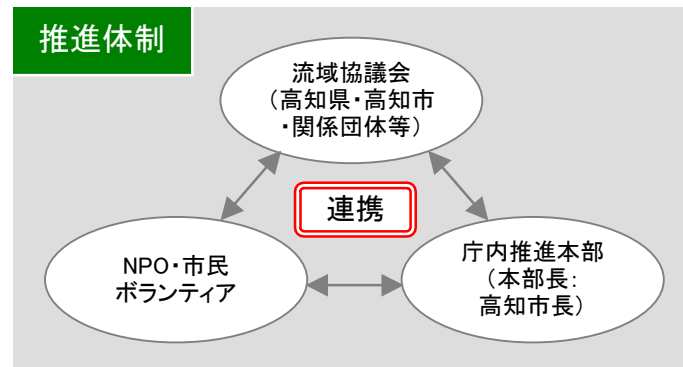 推進体制
流域協議会
（高知県・高知市
・関係団体等）
連携
NPO・市民
ボランティア
庁内推進本部
（本部長：
高知市長）